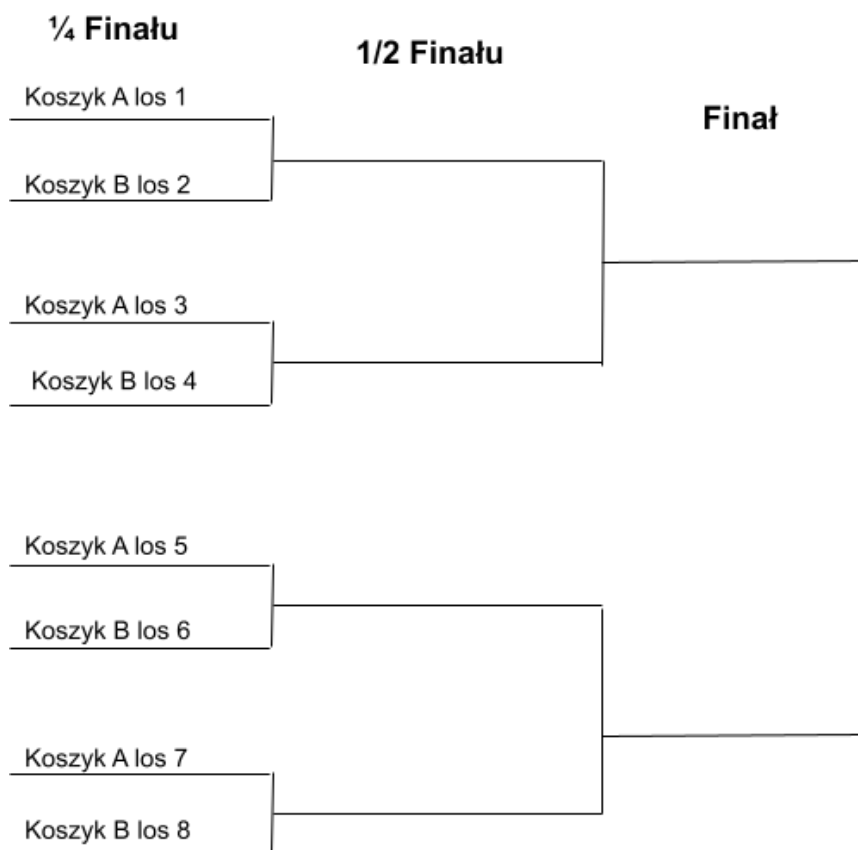 ¼ Finału
1/2 Finału
Finał
Koszyk A los 1
Koszyk B los 2
Koszyk A los 3
Koszyk B los 4
Koszyk A los 5
Koszyk B los 6
Koszyk A los 7
Koszyk B los 8